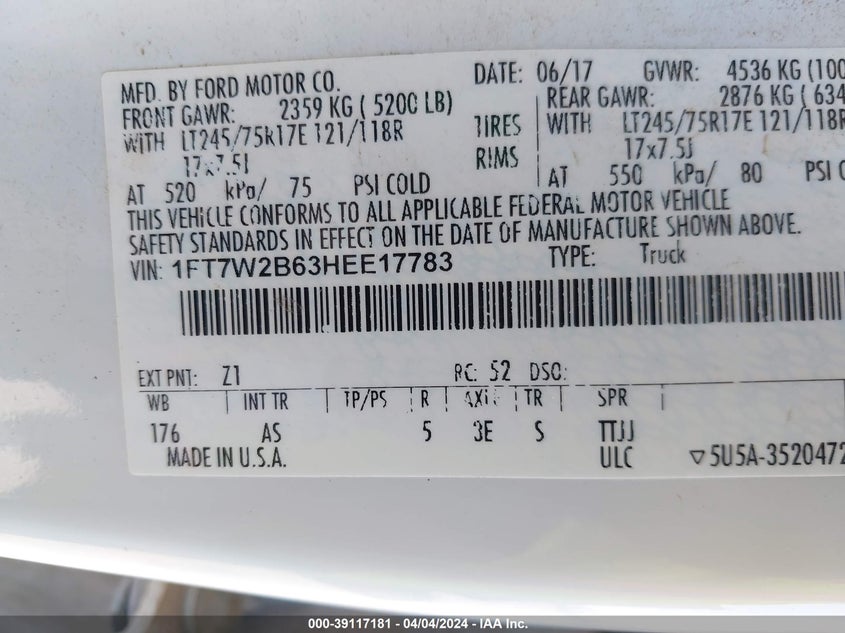 MFD. BY FORD MOTOR CO.
DATE: 06/17 GVWR: 4536 KG (100
FRONT GAWR: 2359 KG ( 5200 LB)
REAR GAWR: 2876 KG ( 634
WITH LT245/75R17E 121/118R TIRES WITH LT245/75R17E 121/118R
17x7.5J RIMS 17x7.5J
AT 520 kPa/ 75 PSI COLD AT 550 kPa/ 80 PSI C
THIS VEHICLE CONFORMS TO ALL APPLICABLE FEDERAL MOTOR VEHICLE
SAFETY STANDARDS IN EFFECT ON THE DATE OF MANUFACTURE SHOWN ABOVE.
VIN: 1FT7W2B63HEE17783 TYPE: Truck
EXT PNT: Z1 RC: 52 DSO:
WB INT TR TP/PS R AXLE TR SPR
176 AS 5 3E S TTJJ
MADE IN U.S.A. ULC ▽5U5A-3520472
000-39117181 - 04/04/2024 - IAA Inc.